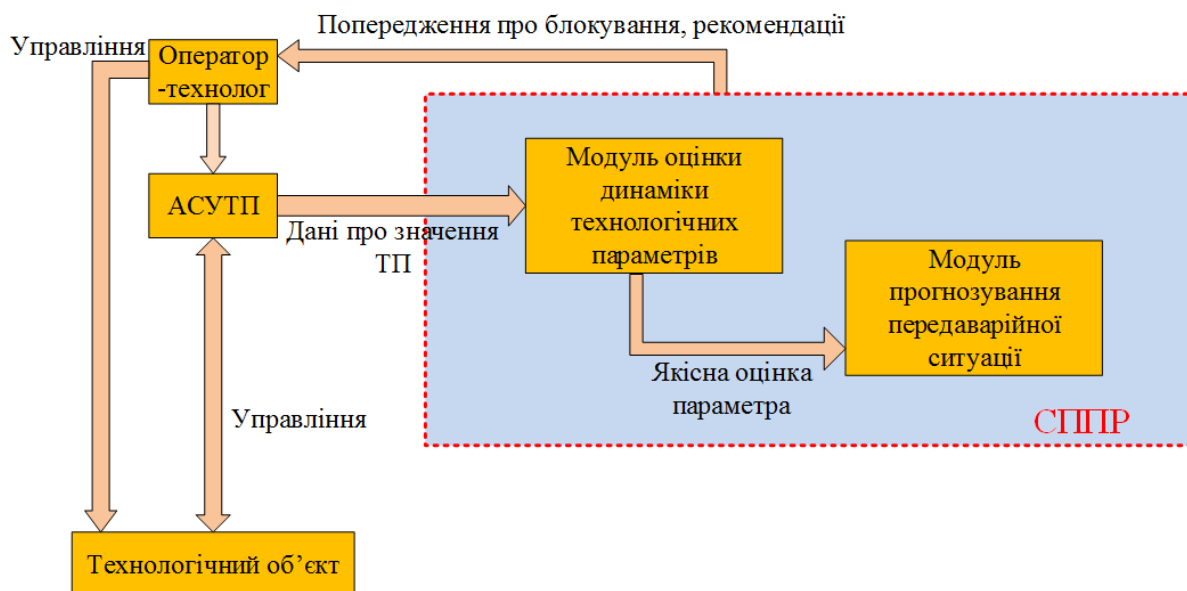 Попередження про блокування, рекомендації
Управління
Оператор
-технолог
АСУТП
Дані про значення
ТП
Модуль оцінки
динаміки
технологічних
параметрів
Модуль
прогнозування
передаварійної
ситуації
Якісна оцінка
параметра
СППР
Управління
Технологічний об’єкт